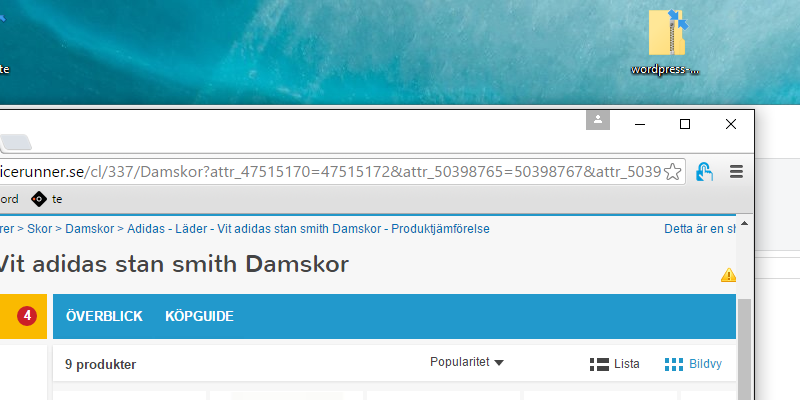 te
wordpress-...
icerunner.se/cl/337/Damskor?attr_47515170=47515172&attr_50398765=50398767&attr_5039
ord te
rer > Skor > Damskor > Adidas - Läder - Vit adidas stan smith Damskor - Produktjämförelse Detta är en sh
Vit adidas stan smith Damskor
4 ÖVERBLICK KÖPGUIDE
9 produkter Popularitet Lista Bildvy